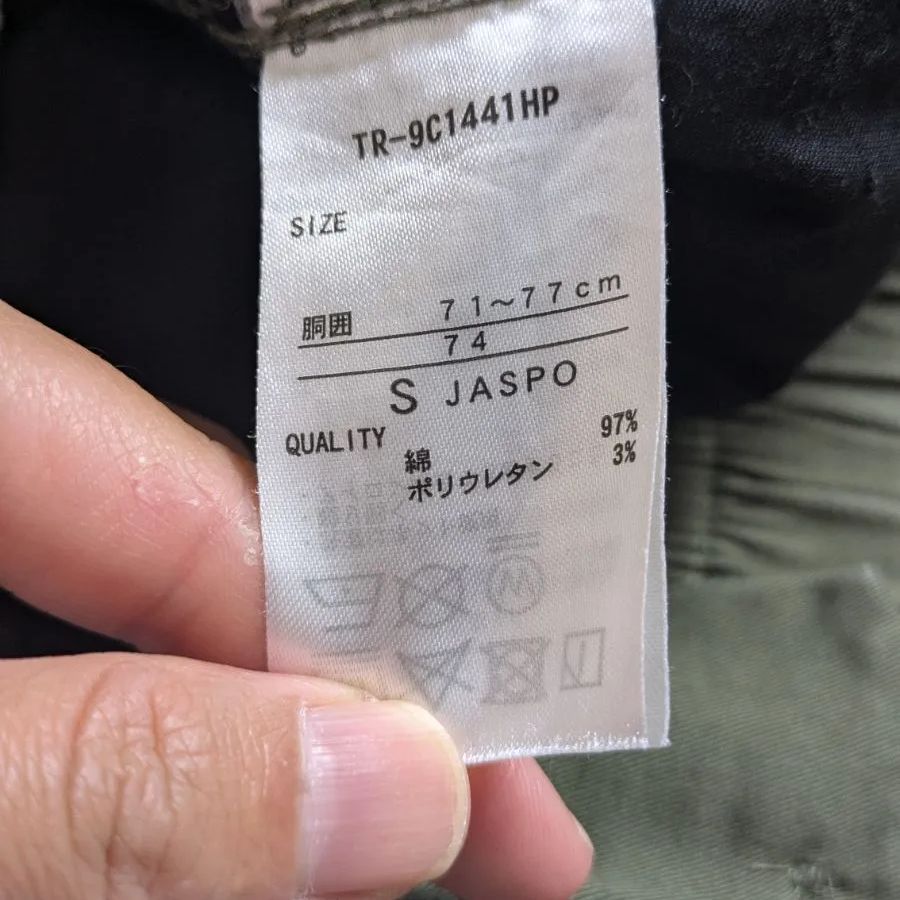 TR-9C1441HP
SIZE
胴囲 71～77cm
74
S JASPO
QUALITY
綿 97%
ポリウレタン 3%